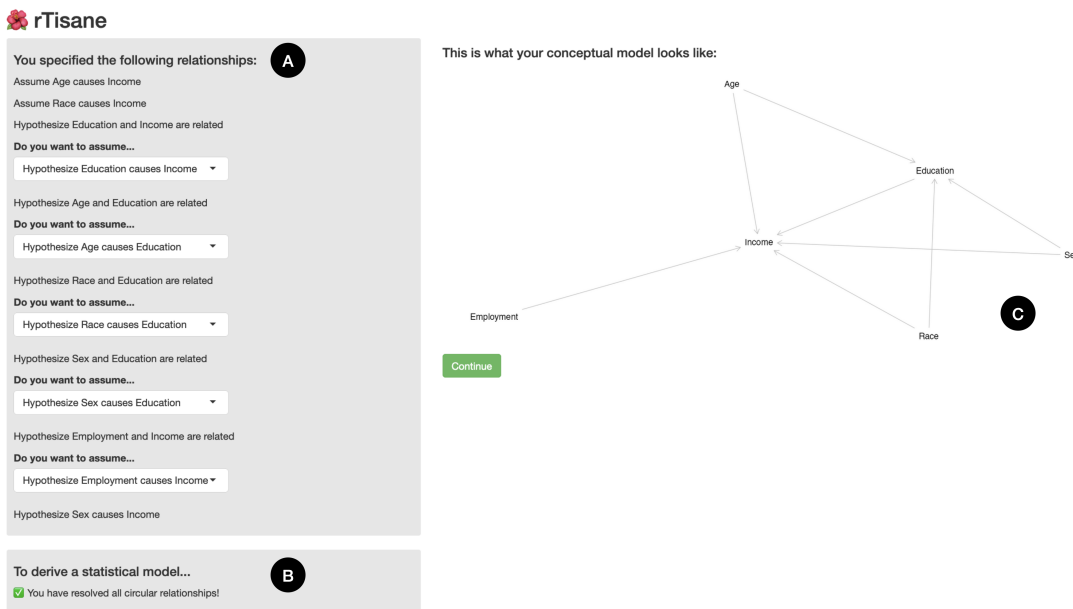 rTisane
You specified the following relationships:
A
Assume Age causes Income
Assume Race causes Income
Hypothesize Education and Income are related
Do you want to assume...
Hypothesize Education causes Income
Hypothesize Age and Education are related
Do you want to assume...
Hypothesize Age causes Education
Hypothesize Race and Education are related
Do you want to assume...
Hypothesize Race causes Education
Hypothesize Sex and Education are related
Do you want to assume...
Hypothesize Sex causes Education
Hypothesize Employment and Income are related
Do you want to assume...
Hypothesize Employment causes Income
Hypothesize Sex causes Income
To derive a statistical model...
B
You have resolved all circular relationships!
This is what your conceptual model looks like:
Age
Education
Income
Se
Employment
C
Race
Continue